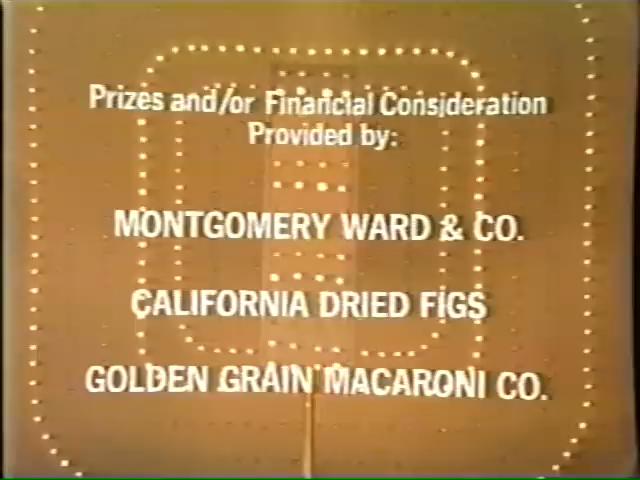 Prizes and/or Financial Consideration
Provided by:
MONTGOMERY WARD & CO.
CALIFORNIA DRIED FIGS
GOLDEN GRAIN MACARONI CO.